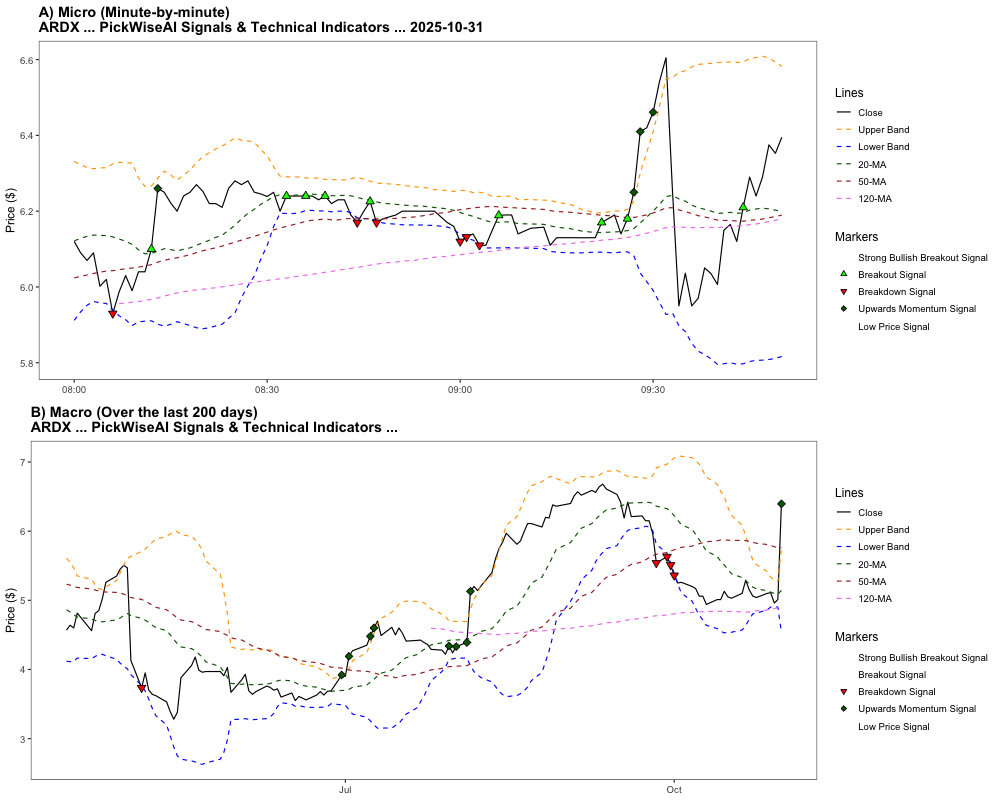 A) Micro (Minute-by-minute)
ARDX ... PickWiseAI Signals & Technical Indicators ... 2025-10-31
Price ($)
6.6
6.4
6.2
6.0
5.8
08:00
08:30
09:00
09:30
Lines
Close
Upper Band
Lower Band
20-MA
50-MA
120-MA
Markers
Strong Bullish Breakout Signal
Breakout Signal
Breakdown Signal
Upwards Momentum Signal
Low Price Signal
B) Macro (Over the last 200 days)
ARDX ... PickWiseAI Signals & Technical Indicators ...
Price ($)
7
6
5
4
3
Jul
Oct
Lines
Close
Upper Band
Lower Band
20-MA
50-MA
120-MA
Markers
Strong Bullish Breakout Signal
Breakout Signal
Breakdown Signal
Upwards Momentum Signal
Low Price Signal